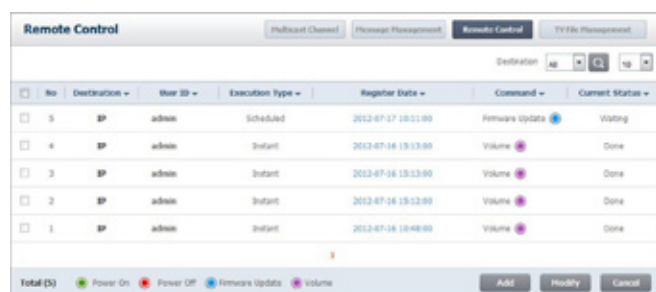 Remote Control Multicast Channel Message Management Remote Control TV File Management
Destination All 10
No Destination User ID Execution Type Register Date Command Current Status
5 IP admin Scheduled 2012-07-17 10:11:00 Firmware Update Waiting
4 IP admin Instant 2012-07-16 15:13:00 Volume Done
3 IP admin Instant 2012-07-16 15:13:00 Volume Done
2 IP admin Instant 2012-07-16 15:12:00 Volume Done
1 IP admin Instant 2012-07-16 10:48:00 Volume Done
1
Total (5) Power On Power Off Firmware Update Volume Add Modify Cancel